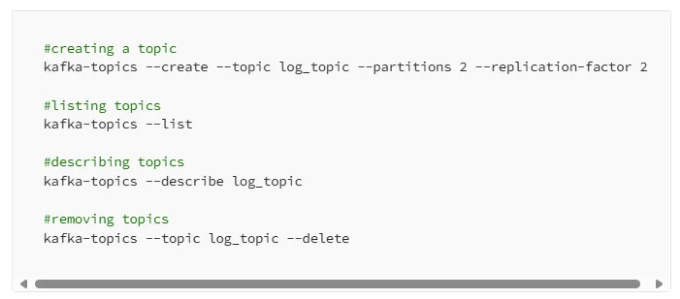 #creating a topic
kafka-topics --create --topic log_topic --partitions 2 --replication-factor 2
#listing topics
kafka-topics --list
#describing topics
kafka-topics --describe log_topic
#removing topics
kafka-topics --topic log_topic --delete